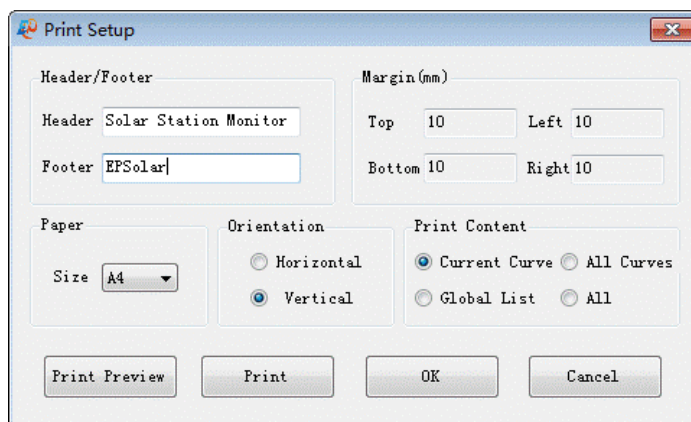 Print Setup
Header/Footer
Header Solar Station Monitor
Footer EPSolar
Margin(mm)
Top 10 Left 10
Bottom 10 Right 10
Paper
Size A4
Orientation
Horizontal
Vertical
Print Content
Current Curve All Curves
Global List All
Print Preview Print OK Cancel